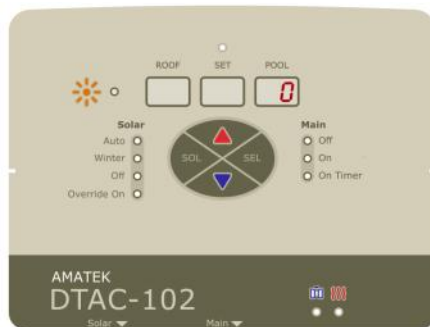 ROOF SET POOL
0
Solar Main
Auto Off
SOL SEL
Winter On
Off On Timer
Override On
AMATEK
DTAC-102
Solar Main